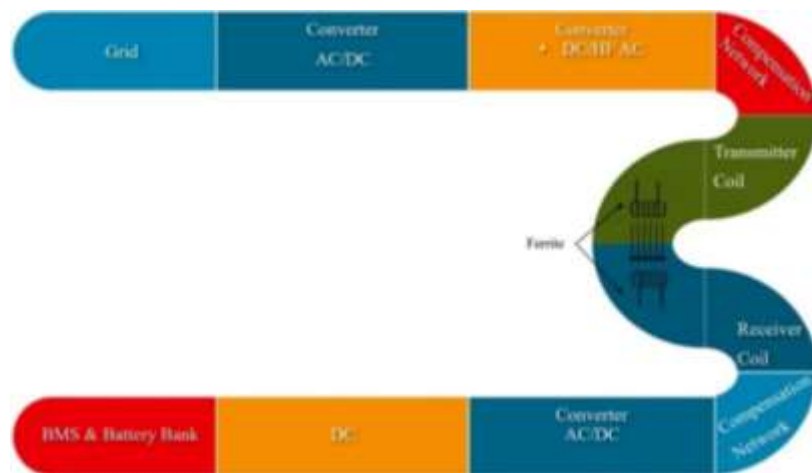 Grid
Converter
AC/DC
Converter
• DC/HF AC
Compensation
Network
Transmitter
Coil
Ferrite
Receiver
Coil
Compensation
Network
Converter
AC/DC
DC
BMS & Battery Bank